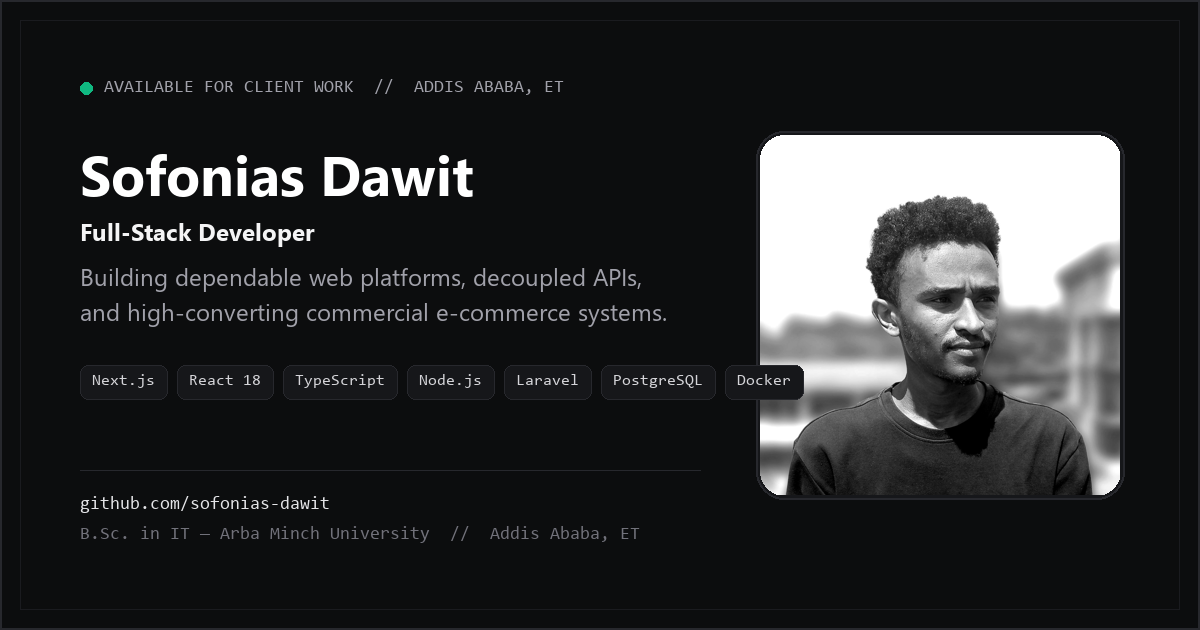 AVAILABLE FOR CLIENT WORK // ADDIS ABABA, ET
Sofonias Dawit
Full-Stack Developer
Building dependable web platforms, decoupled APIs,
and high-converting commercial e-commerce systems.
Next.js React 18 TypeScript Node.js Laravel PostgreSQL Docker
github.com/sofonias-dawit
B.Sc. in IT — Arba Minch University // Addis Ababa, ET